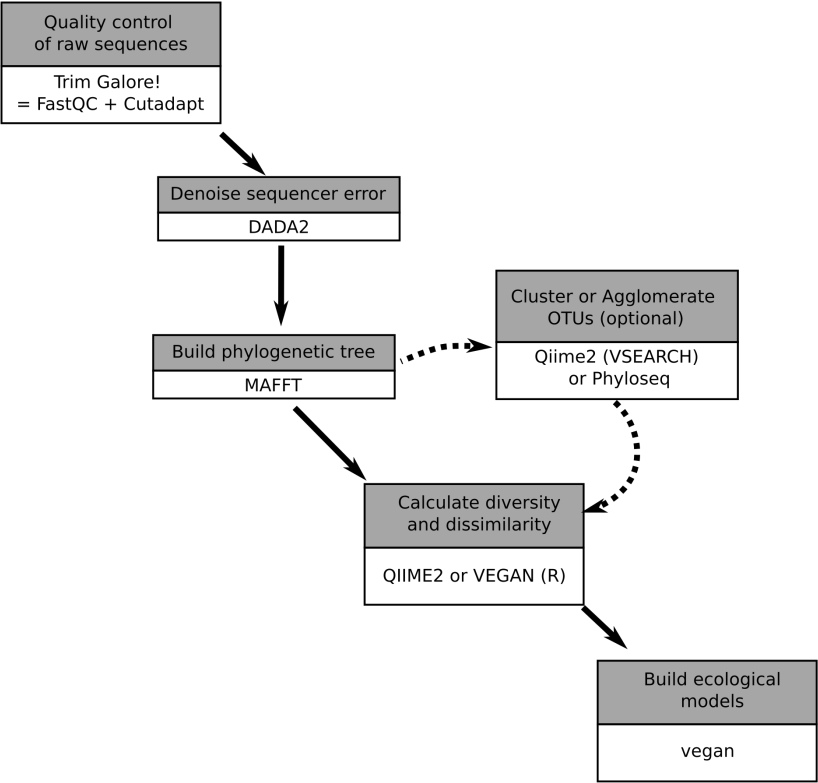 Quality control
of raw sequences
Trim Galore!
= FastQC + Cutadapt
Denoise sequencer error
DADA2
Build phylogenetic tree
MAFFT
Cluster or Agglomerate
OTUs (optional)
Qiime2 (VSEARCH)
or Phyloseq
Calculate diversity
and dissimilarity
QIIME2 or VEGAN (R)
Build ecological
models
vegan